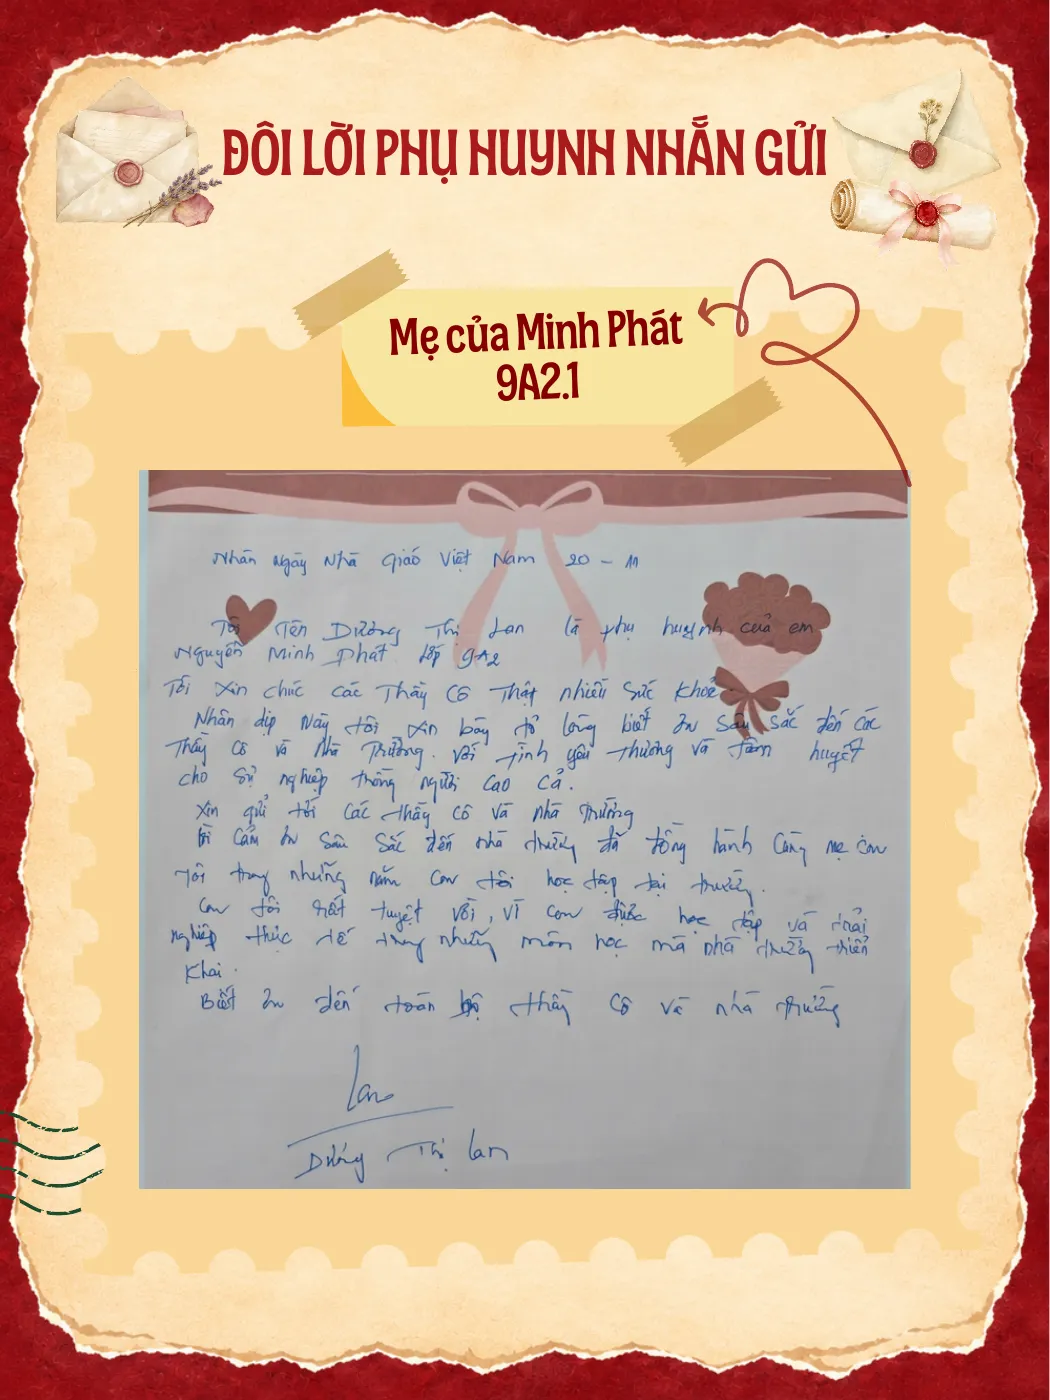 ĐÔI LỜI PHỤ HUYNH NHẮN GỬI
Mẹ của Minh Phát
9A2.1
Nhân ngày Nhà giáo Việt Nam 20 - 11
Tôi Tên Dương Thị Lan là phụ huynh của em
Nguyễn Minh Phát lớp 9A2
Tôi xin chúc các Thầy Cô Thật nhiều sức khoẻ
Nhân dịp này tôi xin bày tỏ lòng biết ơn sâu sắc đến các
Thầy cô và Nhà Trường. với tình yêu thương và tâm huyết
cho sự nghiệp trồng người cao cả.
Xin gửi tới các thầy cô và nhà trường
lời cảm ơn sâu sắc đến nhà trường đã đồng hành cùng mẹ con
tôi trong những năm con tôi học tập tại trường.
Con tôi rất tuyệt vời, vì con được học tập và trải
nghiệp thực tế trong những môn học mà nhà trường triển
khai.
Biết ơn đến toàn bộ thầy cô và nhà trường
Lan
Dương Thị Lan